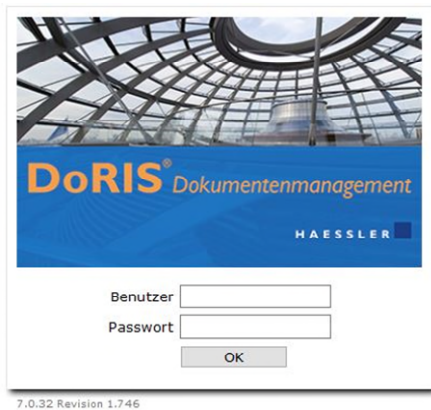 DoRIS® Dokumentenmanagement
HAESSLER
Benutzer
Passwort
OK
7.0.32 Revision 1.746